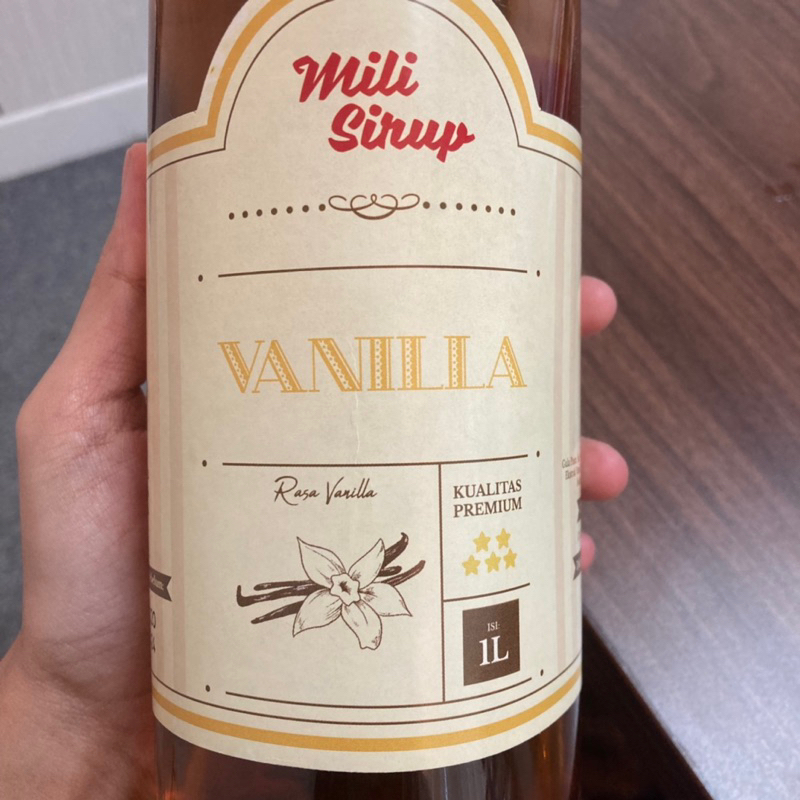 Mili
Sirup
VANILLA
Rasa Vanilla
KUALITAS
PREMIUM
ISI:
1L